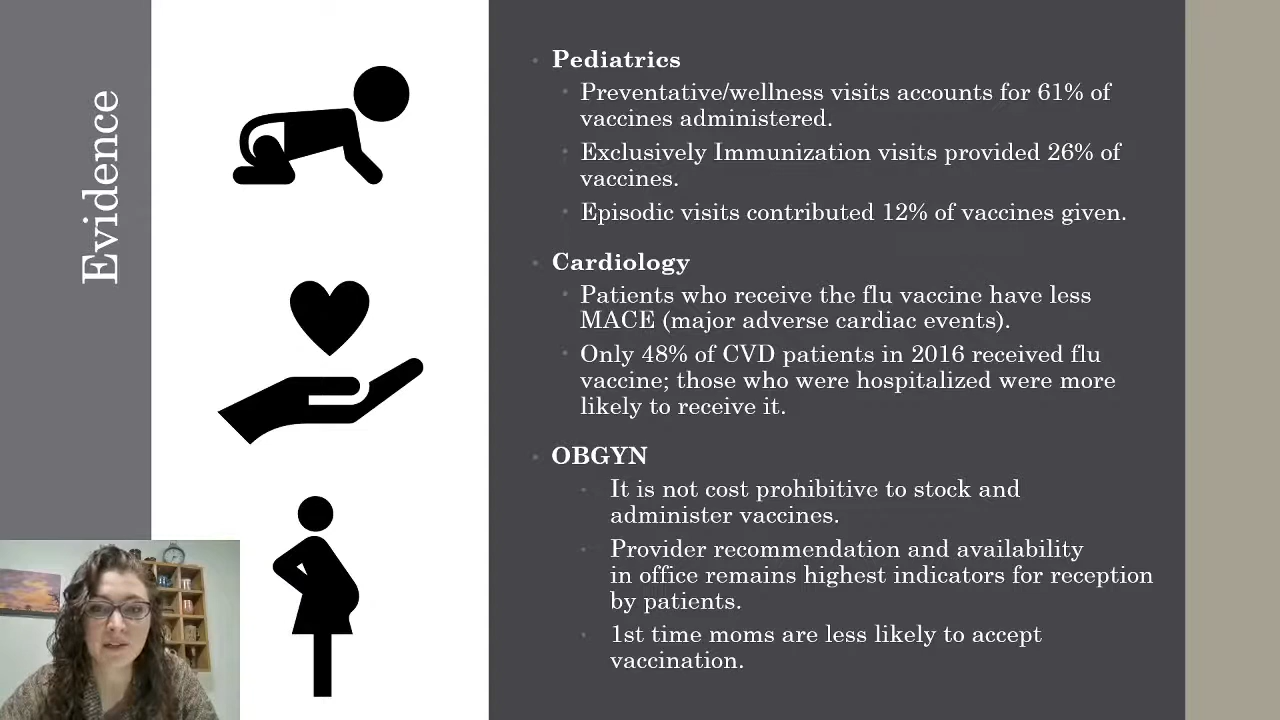 Evidence
Pediatrics
Preventative/wellness visits accounts for 61% of
vaccines administered.
Exclusively Immunization visits provided 26% of
vaccines.
Episodic visits contributed 12% of vaccines given.
Cardiology
Patients who receive the flu vaccine have less
MACE (major adverse cardiac events).
Only 48% of CVD patients in 2016 received flu
vaccine; those who were hospitalized were more
likely to receive it.
OBGYN
It is not cost prohibitive to stock and
administer vaccines.
Provider recommendation and availability
in office remains highest indicators for reception
by patients.
1st time moms are less likely to accept
vaccination.